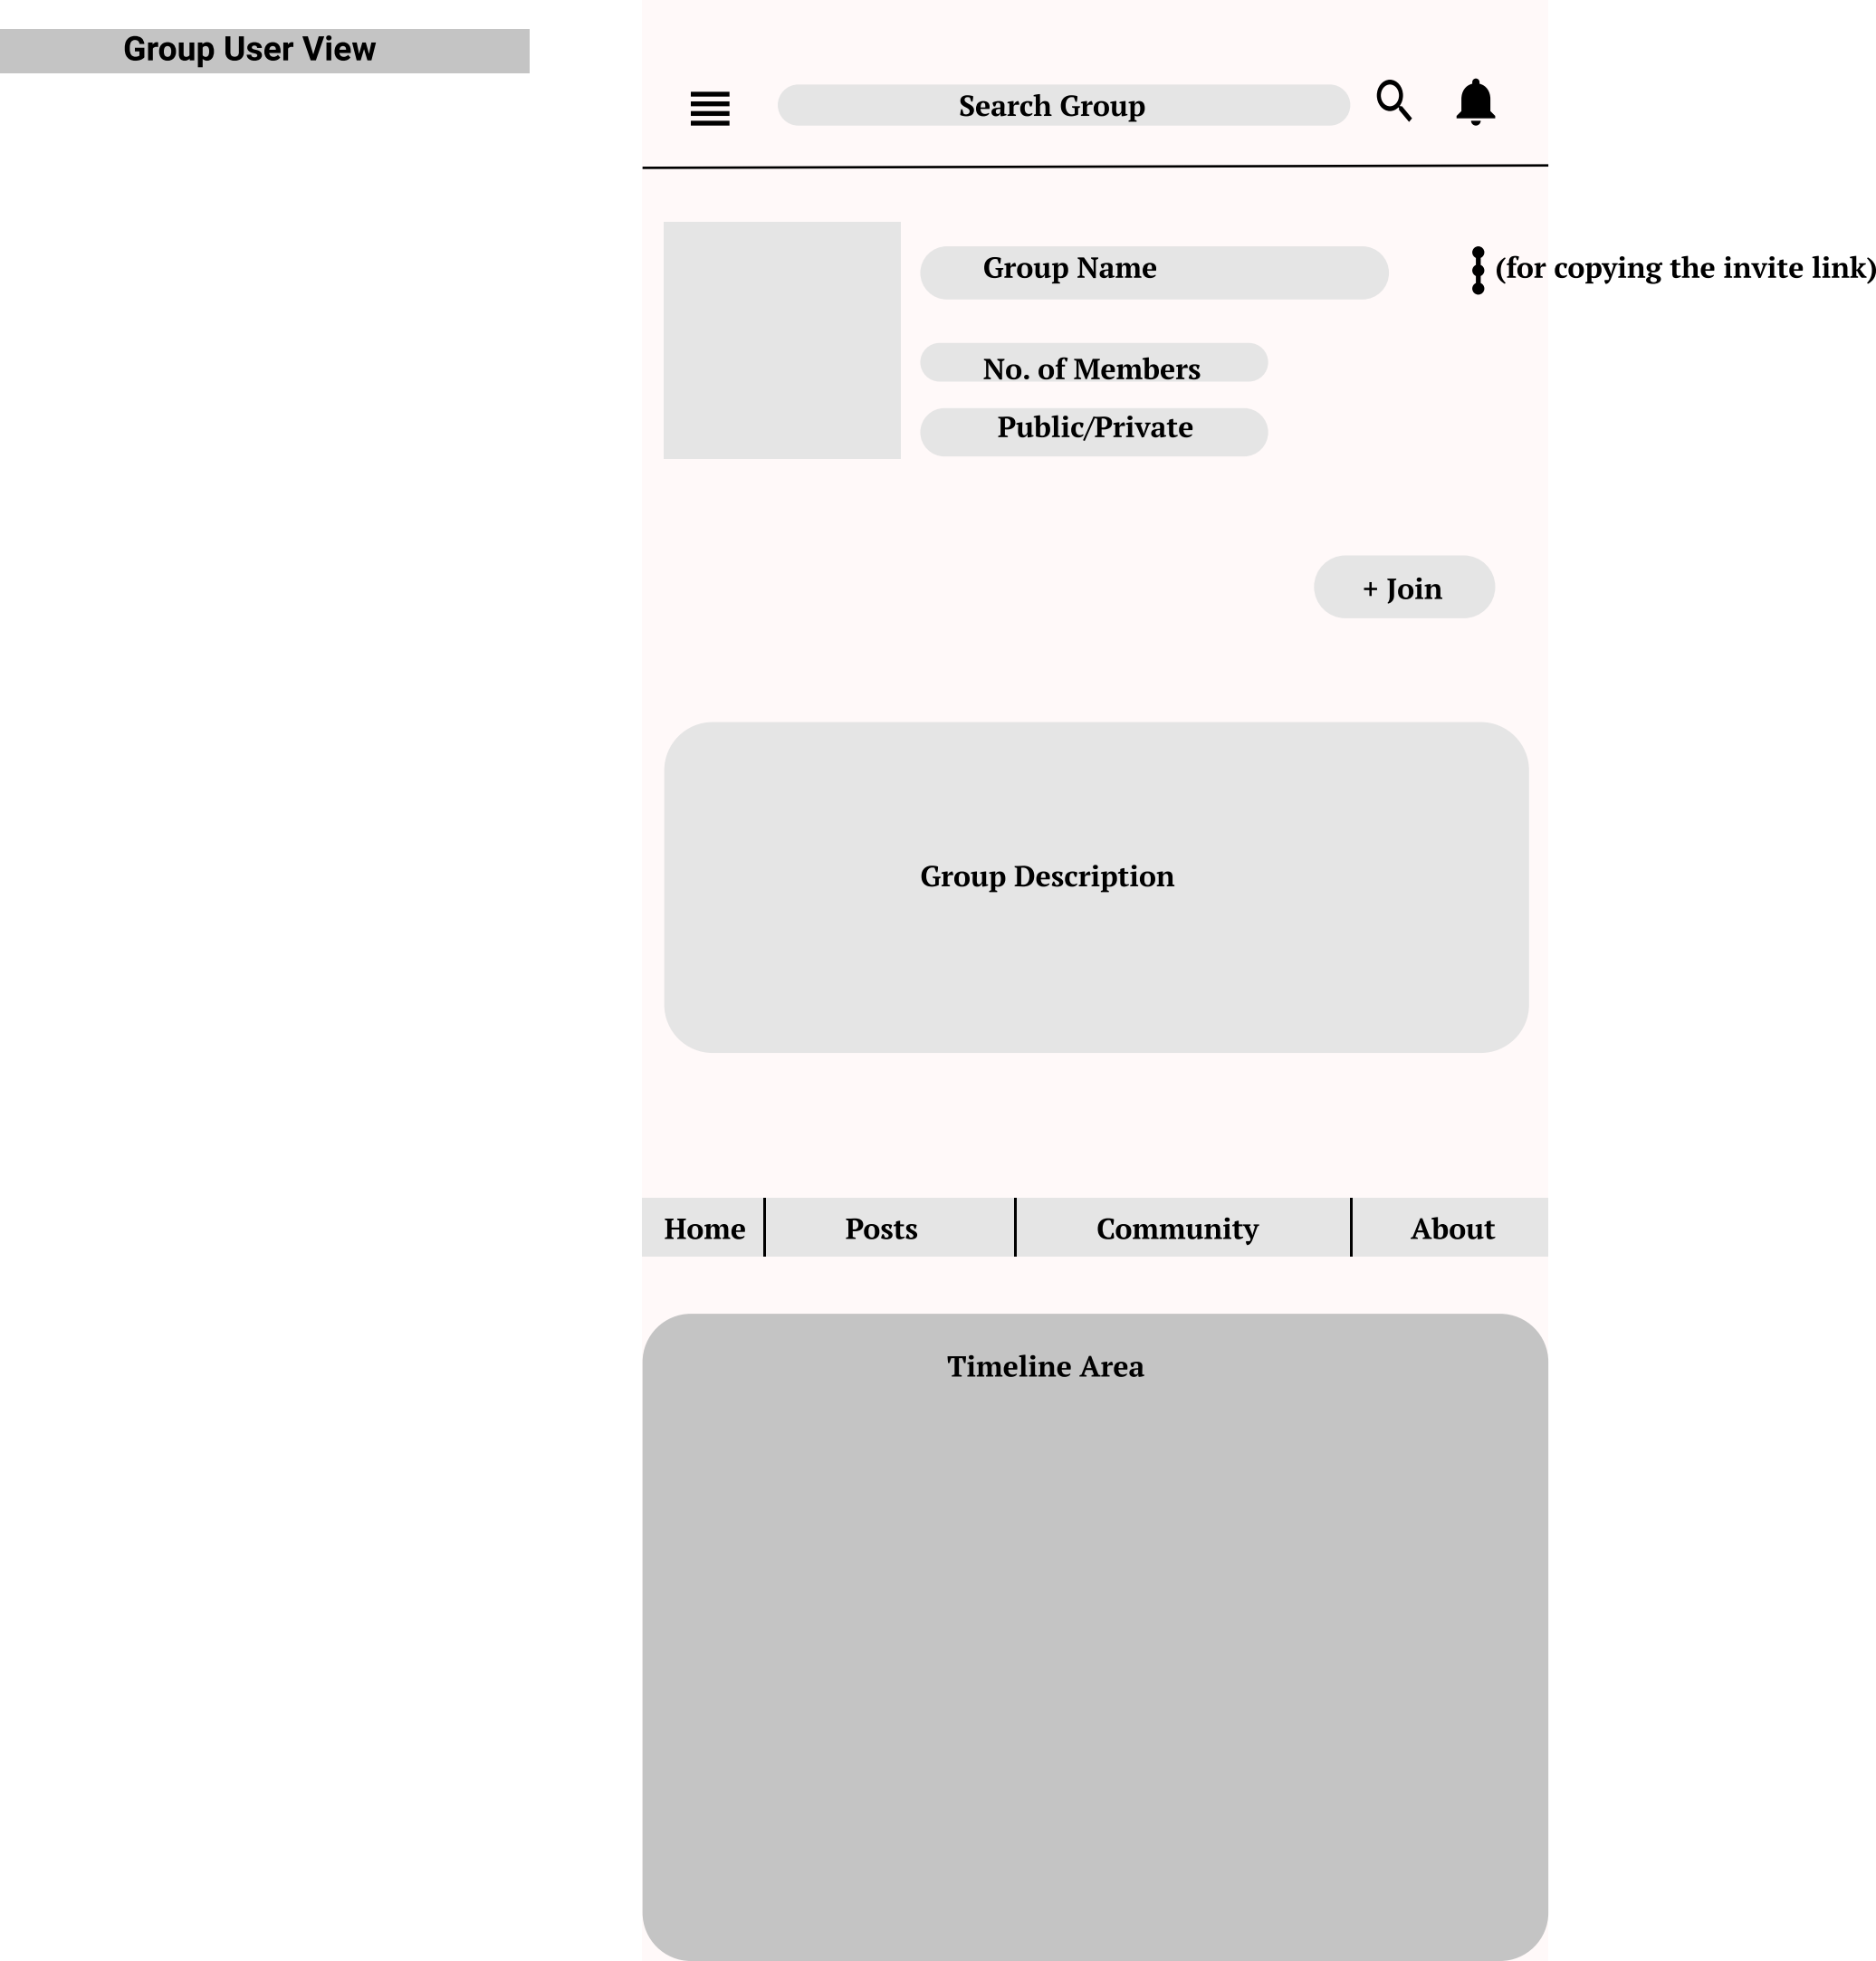 Group User View
Search Group
Group Name
(for copying the invite link)
No. of Members
Public/Private
+ Join
Group Description
Home
Posts
Community
About
Timeline Area